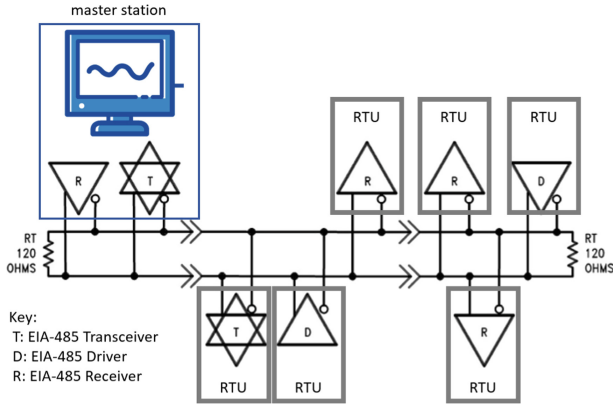 master station
RTU
RTU
RTU
R
T
R
R
D
RT
120
OHMS
RT
120
OHMS
T
D
R
RTU
RTU
RTU
Key:
T: EIA-485 Transceiver
D: EIA-485 Driver
R: EIA-485 Receiver